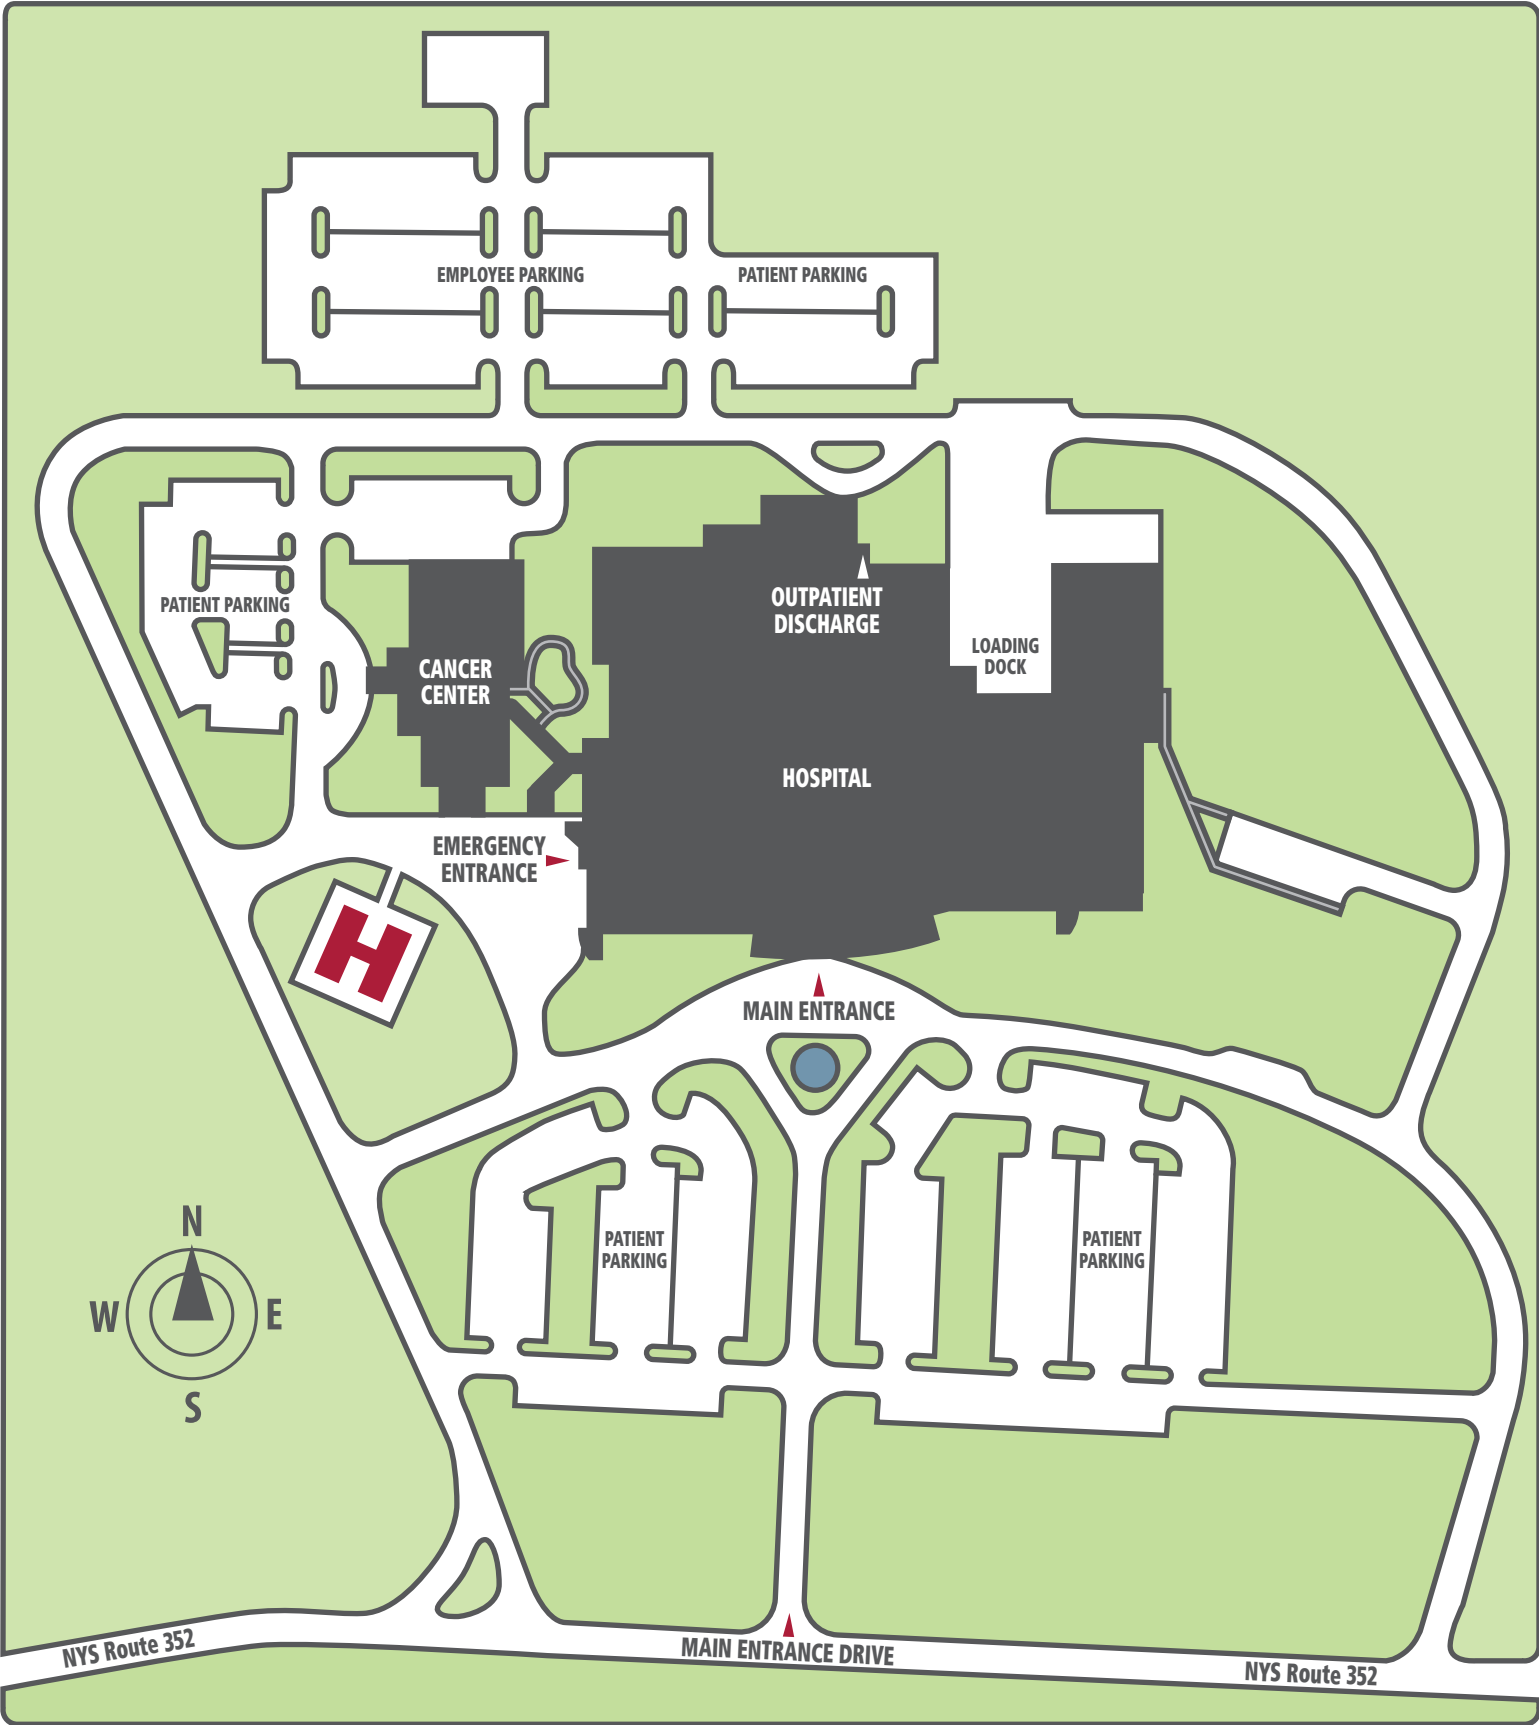 EMPLOYEE PARKING
PATIENT PARKING
PATIENT PARKING
OUTPATIENT
DISCHARGE
LOADING
DOCK
CANCER
CENTER
HOSPITAL
EMERGENCY
ENTRANCE
H
MAIN ENTRANCE
PATIENT
PARKING
PATIENT
PARKING
N
W
E
S
NYS Route 352
MAIN ENTRANCE DRIVE
NYS Route 352